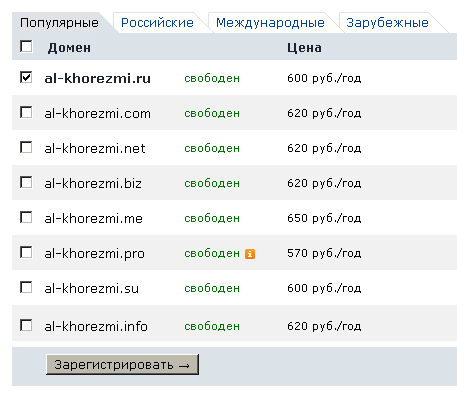 Популярные Российские Международные Зарубежные
Домен Цена
al-khorezmi.ru свободен 600 руб./год
al-khorezmi.com свободен 620 руб./год
al-khorezmi.net свободен 620 руб./год
al-khorezmi.biz свободен 620 руб./год
al-khorezmi.me свободен 650 руб./год
al-khorezmi.pro свободен i 570 руб./год
al-khorezmi.su свободен 600 руб./год
al-khorezmi.info свободен 620 руб./год
Зарегистрировать →